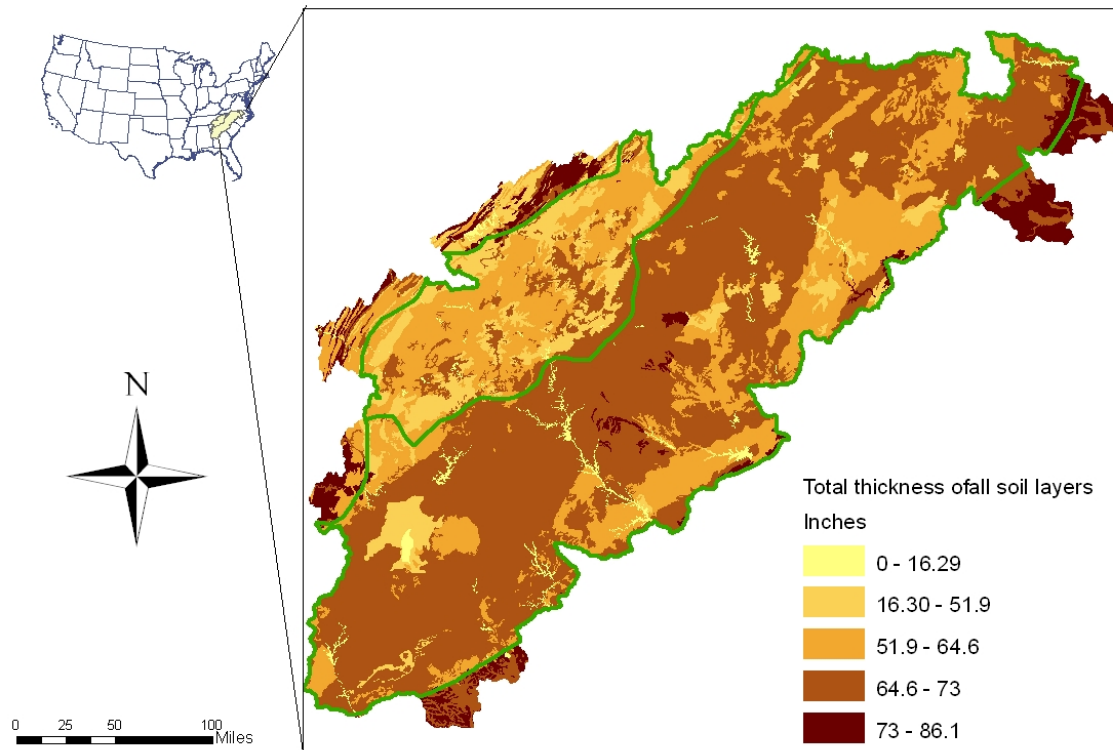 N
Total thickness ofall soil layers
Inches
0 - 16.29
16.30 - 51.9
51.9 - 64.6
64.6 - 73
73 - 86.1
0 25 50 100
Miles